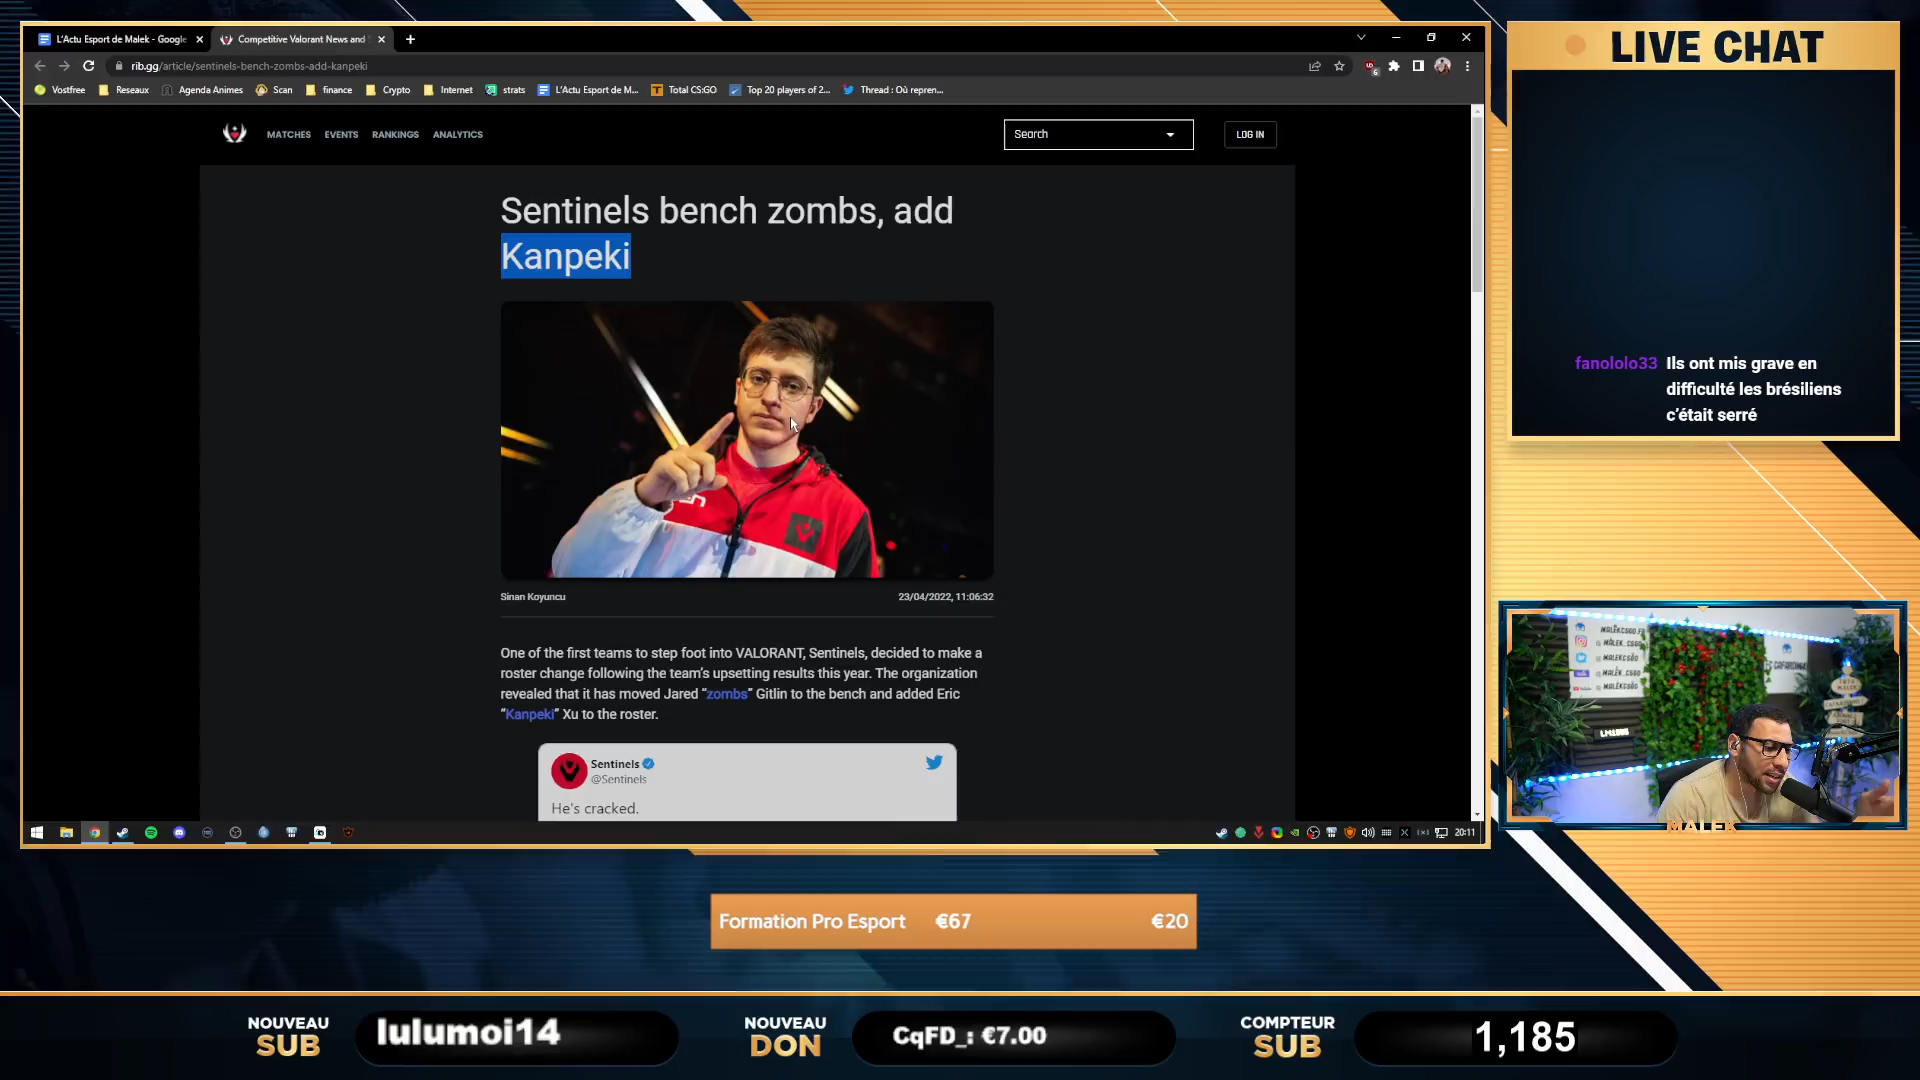 L'Actu Esport de Malek - Google
Competitive Valorant News and
rib.gg/article/sentinels-bench-zombs-add-kanpeki
Vostfree
Reseaux
Agenda Animes
Scan
finance
Crypto
Internet
strats
L'Actu Esport de M...
Total CS:GO
Top 20 players of 2...
Thread : Où repren...
MATCHES
EVENTS
RANKINGS
ANALYTICS
Search
LOG IN
Sentinels bench zombs, add
Kanpeki
Sinan Koyuncu
23/04/2022, 11:06:32
One of the first teams to step foot into VALORANT, Sentinels, decided to make a
roster change following the team's upsetting results this year. The organization
revealed that it has moved Jared "zombs" Gitlin to the bench and added Eric
"Kanpeki" Xu to the roster.
Sentinels
@Sentinels
He's cracked.
20:11
LIVE CHAT
fanololo33 Ils ont mis grave en
difficulté les brésiliens
c'était serré
MALEKCSGO.FR
MALEK_CSGO
MALEKCSGO
MALEK_CSGO
MALEKCSGO
MALEK
Formation Pro Esport €67 €20
NOUVEAU
SUB
lulumoi14
NOUVEAU
DON
CqFD_: €7.00
COMPTEUR
SUB
1,185